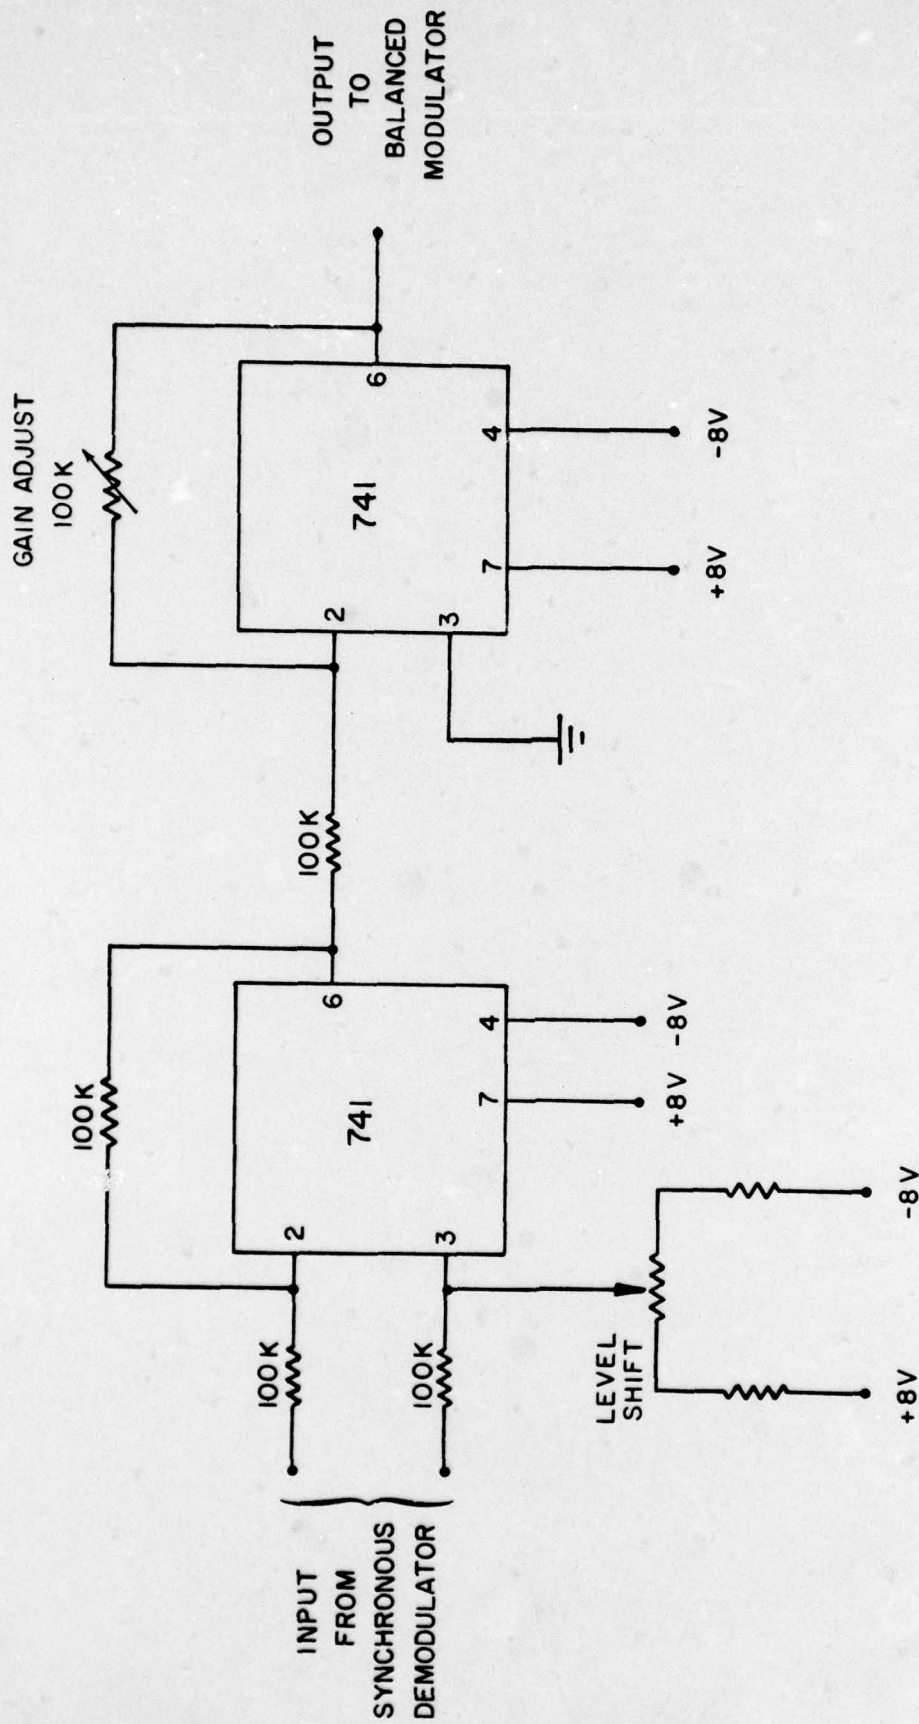 GAIN ADJUST
100K
OUTPUT
TO
BALANCED
MODULATOR
100K
100K
741
2
3
6
7
4
+8V
-8V
741
2
3
6
7
4
+8V
-8V
100K
100K
INPUT
FROM
SYNCHRONOUS
DEMODULATOR
LEVEL
SHIFT
+8V
-8V